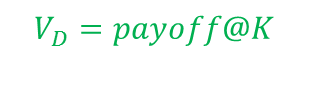 V_D = payoff@K